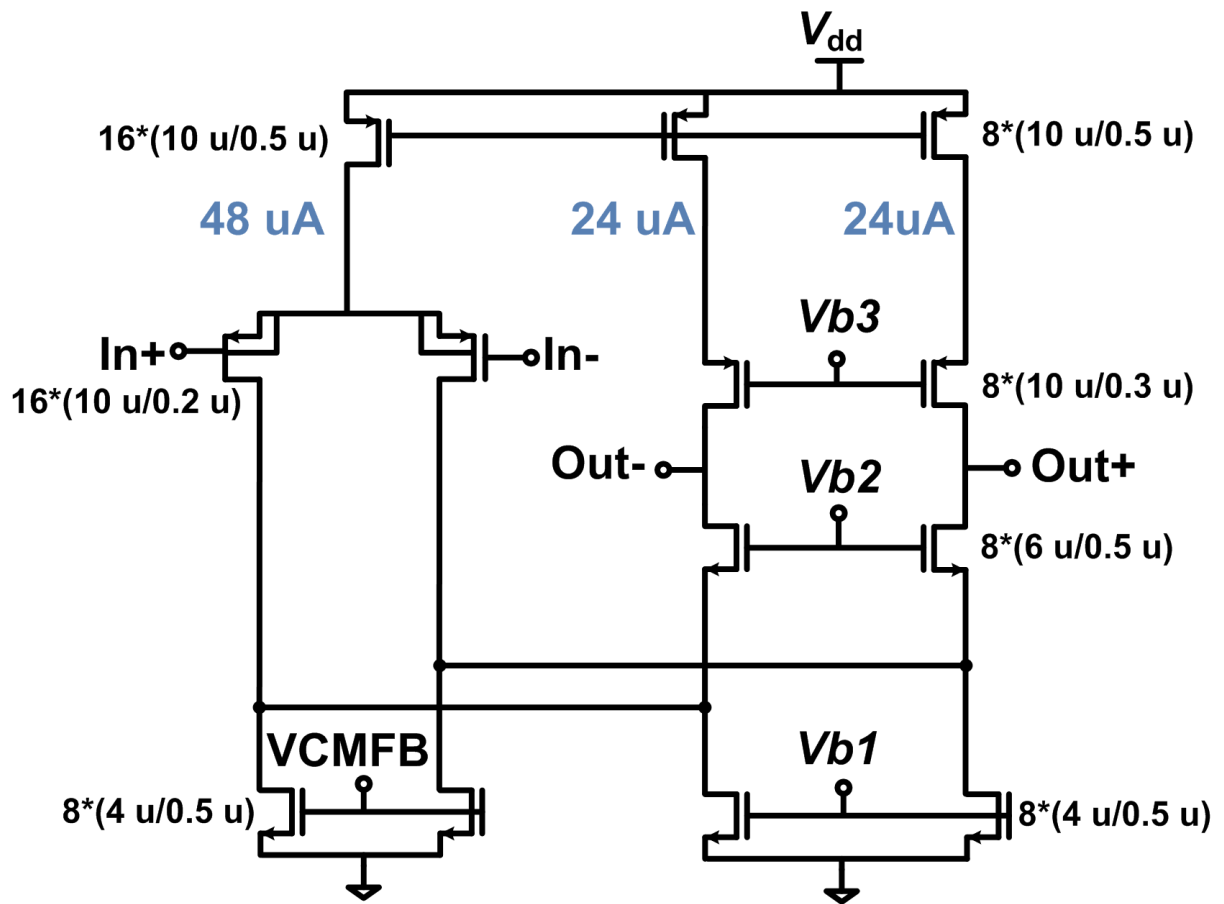 Vdd
16*(10 u/0.5 u)
8*(10 u/0.5 u)
48 uA
24 uA
24uA
Vb3
In+
In-
16*(10 u/0.2 u)
8*(10 u/0.3 u)
Out-
Vb2
Out+
8*(6 u/0.5 u)
VCMFB
Vb1
8*(4 u/0.5 u)
8*(4 u/0.5 u)